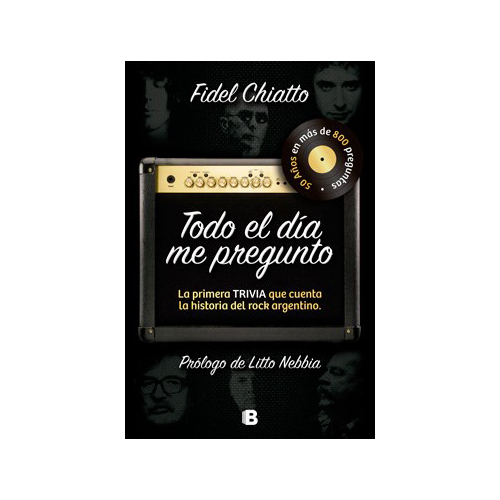 Fidel Chiatto
50 Años en más de 800 preguntas •
Todo el día
me pregunto
La primera TRIVIA que cuenta
la historia del rock argentino.
Prólogo de Litto Nebbia
B